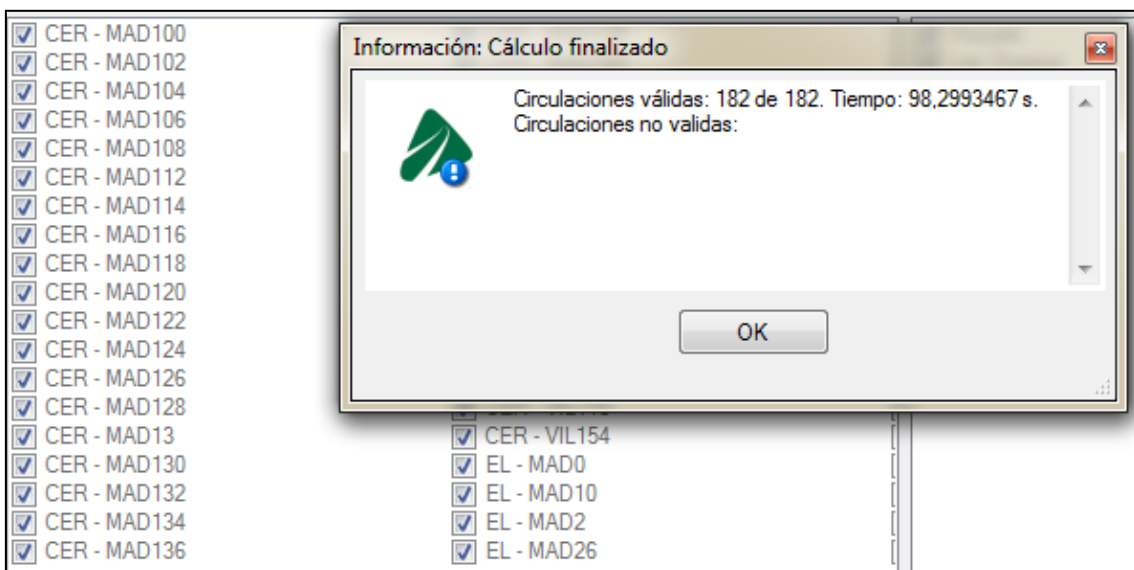 CER - MAD100
CER - MAD102
CER - MAD104
CER - MAD106
CER - MAD108
CER - MAD112
CER - MAD114
CER - MAD116
CER - MAD118
CER - MAD120
CER - MAD122
CER - MAD124
CER - MAD126
CER - MAD128
CER - MAD13
CER - MAD130
CER - MAD132
CER - MAD134
CER - MAD136
CER - VIL154
EL - MAD0
EL - MAD10
EL - MAD2
EL - MAD26
Información: Cálculo finalizado
Circulaciones válidas: 182 de 182. Tiempo: 98,2993467 s.
Circulaciones no validas:
OK